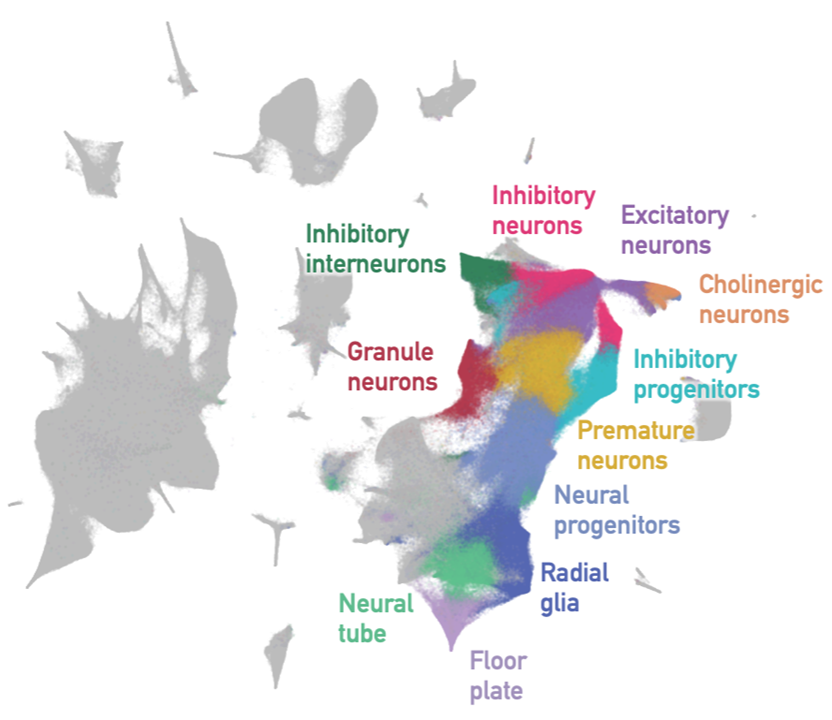 Inhibitory
neurons
Excitatory
neurons
Inhibitory
interneurons
Cholinergic
neurons
Granule
neurons
Inhibitory
progenitors
Premature
neurons
Neural
progenitors
Radial
glia
Neural
tube
Floor
plate